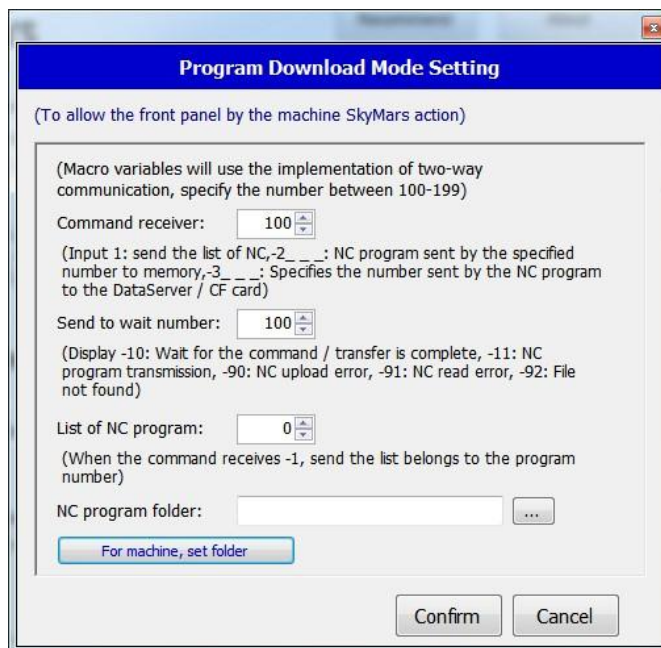 Recommend
About
Program Download Mode Setting
(To allow the front panel by the machine SkyMars action)
(Macro variables will use the implementation of two-way
communication, specify the number between 100-199)
Command receiver: 100
(Input 1: send the list of NC,-2_ _ _: NC program sent by the specified
number to memory,-3_ _ _: Specifies the number sent by the NC program
to the DataServer / CF card)
Send to wait number: 100
(Display -10: Wait for the command / transfer is complete, -11: NC
program transmission, -90: NC upload error, -91: NC read error, -92: File
not found)
List of NC program: 0
(When the command receives -1, send the list belongs to the program
number)
NC program folder: ...
For machine, set folder
Confirm Cancel